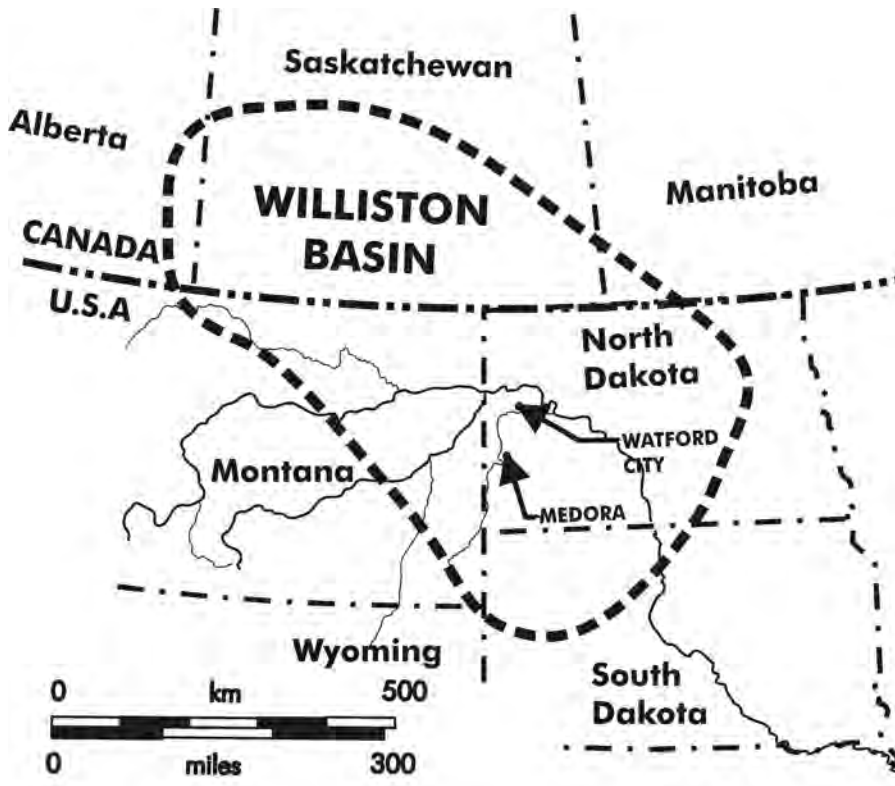 Saskatchewan
Alberta
Manitoba
WILLISTON
BASIN
CANADA
U.S.A
North
Dakota
WATFORD
CITY
Montana
MEDORA
Wyoming
South
Dakota
0 km 500
0 miles 300